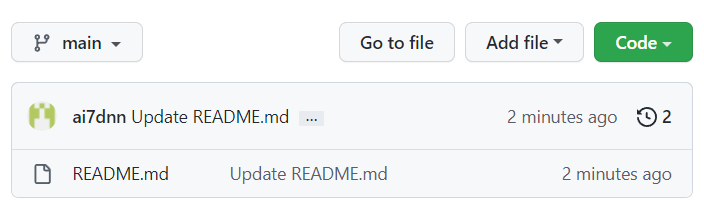 main Go to file Add file Code
ai7dnn Update README.md ... 2 minutes ago 2
README.md Update README.md 2 minutes ago